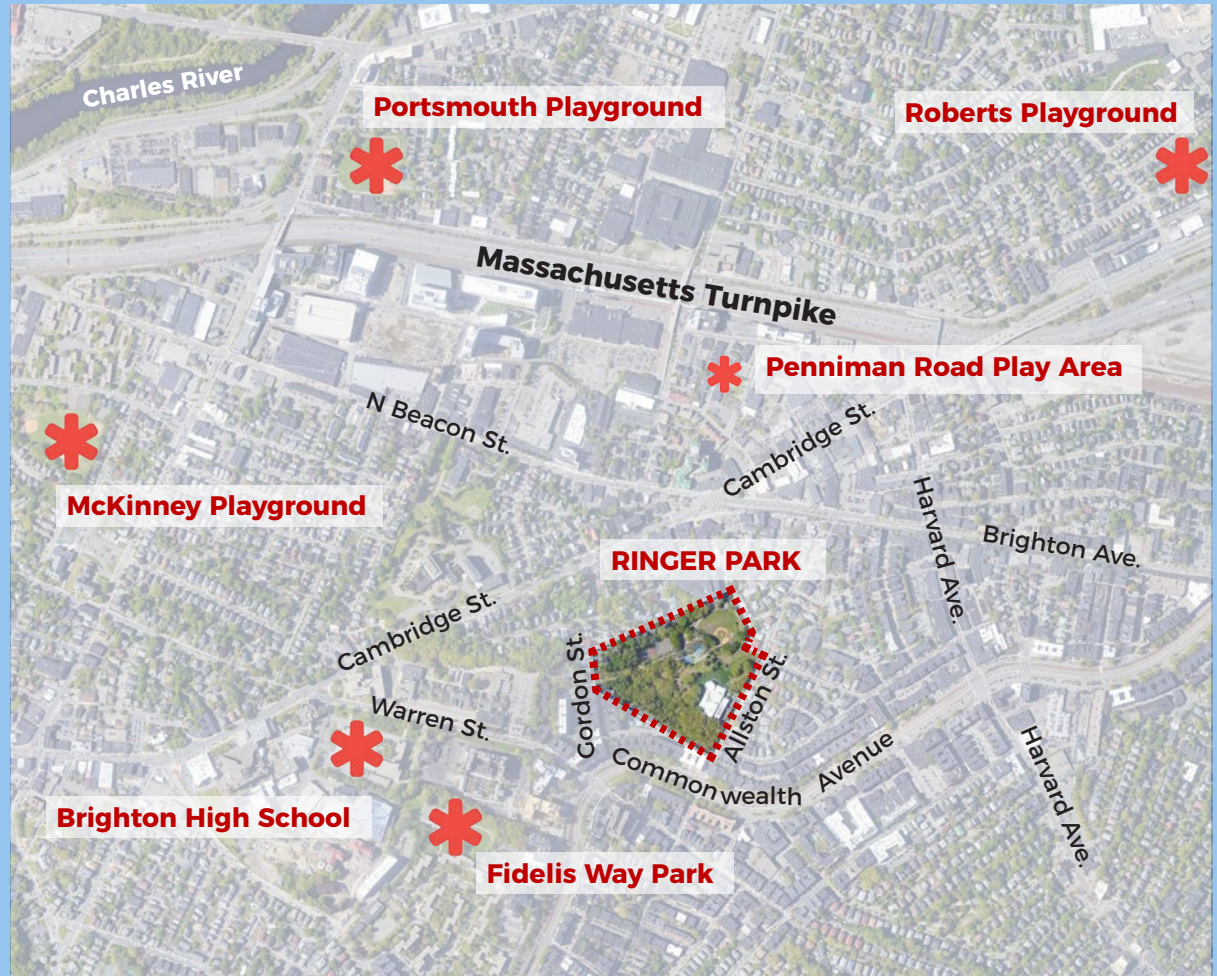 Charles River
Portsmouth Playground
Roberts Playground
Massachusetts Turnpike
Penniman Road Play Area
N Beacon St.
Cambridge St.
McKinney Playground
Harvard Ave.
Brighton Ave.
RINGER PARK
Cambridge St.
Gordon St.
Allston St.
Warren St.
Commonwealth Avenue
Harvard Ave.
Brighton High School
Fidelis Way Park